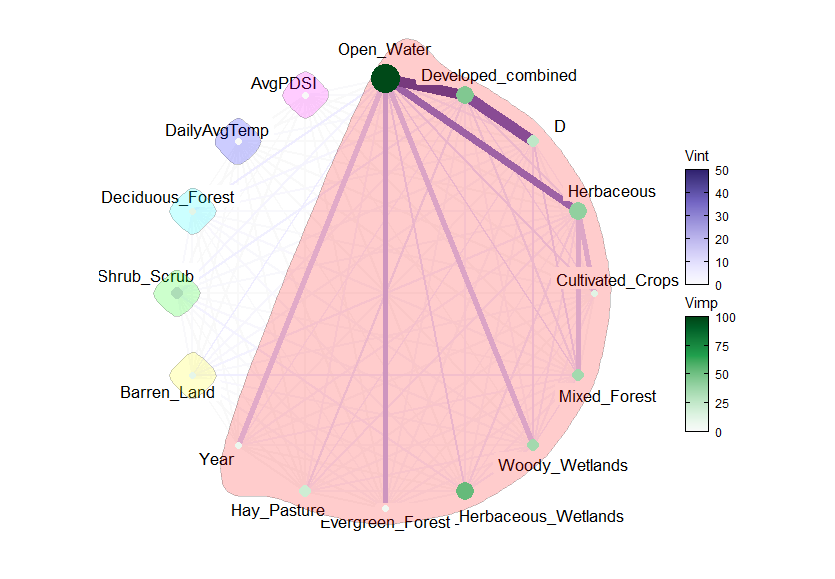 Open_Water
AvgPDSI
Developed_combined
DailyAvgTemp
D
Deciduous_Forest
Herbaceous
Shrub_Scrub
Cultivated_Crops
Barren_Land
Mixed_Forest
Year
Woody_Wetlands
Hay_Pasture
Evergreen_Forest
Herbaceous_Wetlands
Vint
50
40
30
20
10
0
Vimp
100
75
50
25
0